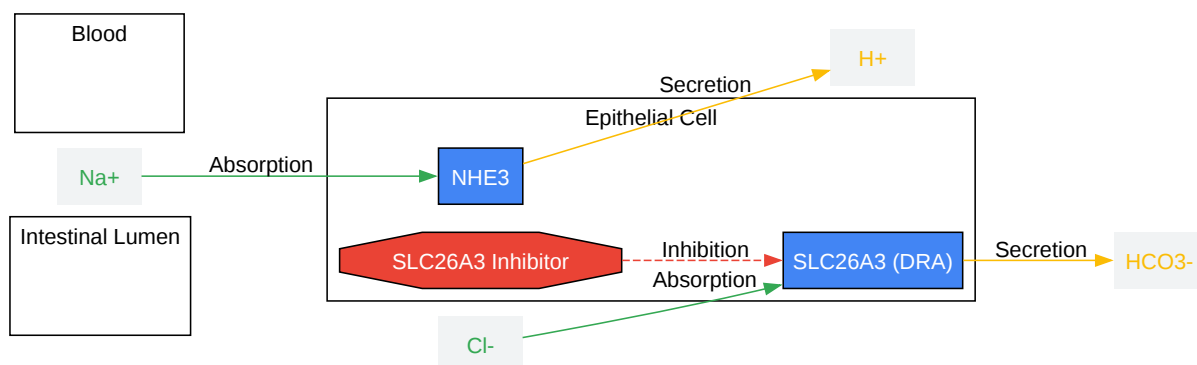 Blood
H+
Secretion
Epithelial Cell
Absorption
NHE3
Na+
Intestinal Lumen
SLC26A3 Inhibitor
Inhibition
SLC26A3 (DRA)
Secretion
HCO3-
Absorption
Cl-